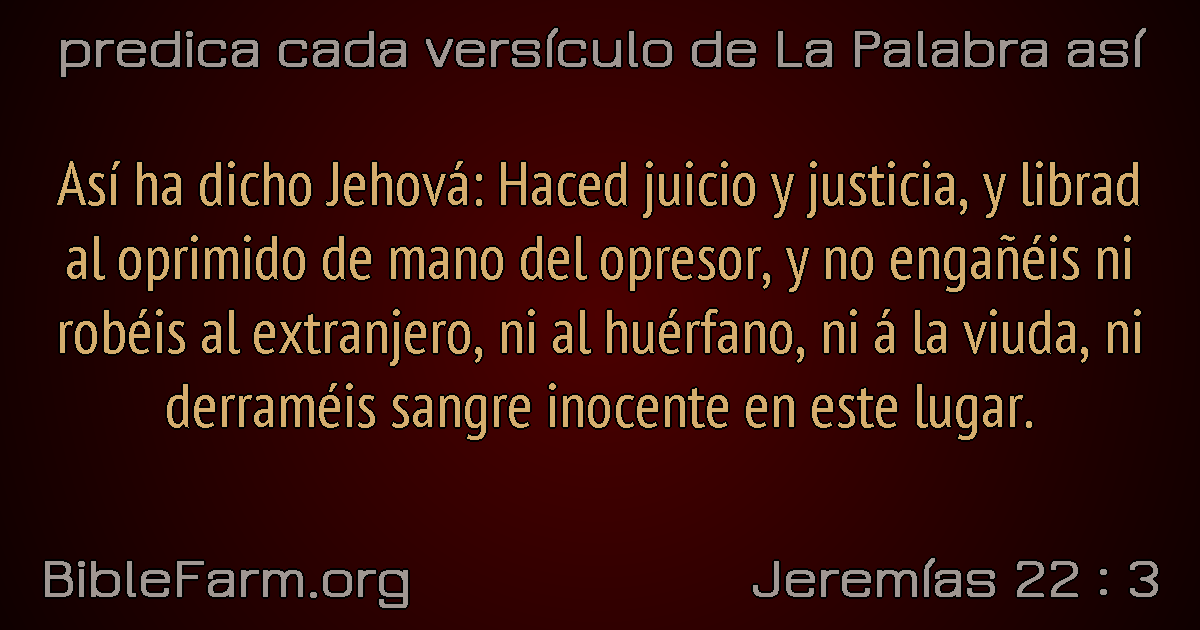 predica cada versículo de La Palabra así
Así ha dicho Jehová: Haced juicio y justicia, y librad
al oprimido de mano del opresor, y no engañéis ni
robéis al extranjero, ni al huérfano, ni á la viuda, ni
derraméis sangre inocente en este lugar.
BibleFarm.org
Jeremías 22 : 3